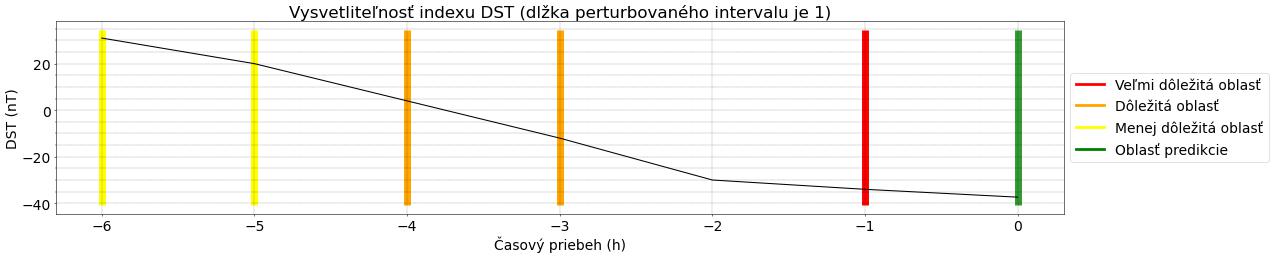 Vysvetliteľnosť indexu DST (dlžka perturbovaného intervalu je 1)
DST (nT)
20
0
−20
−40
−6
−5
−4
−3
−2
−1
0
Časový priebeh (h)
Veľmi dôležitá oblasť
Dôležitá oblasť
Menej dôležitá oblasť
Oblasť predikcie